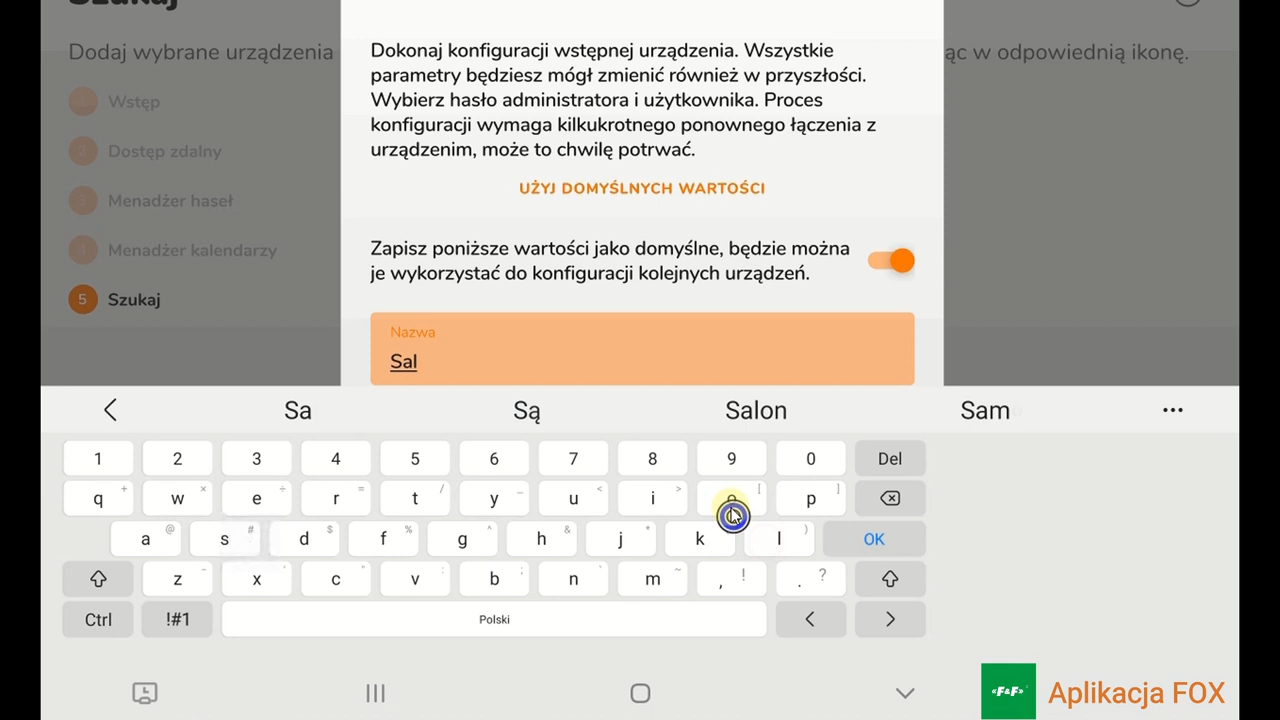 Szukaj
Dodaj wybrane urządzenia
ąc w odpowiednią ikonę.
1 Wstęp
2 Dostęp zdalny
3 Menadżer haseł
4 Menadżer kalendarzy
5 Szukaj
Dokonaj konfiguracji wstępnej urządzenia. Wszystkie
parametry będziesz mógł zmienić również w przyszłości.
Wybierz hasło administratora i użytkownika. Proces
konfiguracji wymaga kilkukrotnego ponownego łączenia z
urządzeniem, może to chwilę potrwać.
UŻYJ DOMYŚLNYCH WARTOŚCI
Zapisz poniższe wartości jako domyślne, będzie można
je wykorzystać do konfiguracji kolejnych urządzeń.
Nazwa
Sal
Sa Są Salon Sam ...
1 2 3 4 5 6 7 8 9 0 Del
q + w × e ÷ r = t / y _ u < i > o [ p ]
a @ s # d $ f % g ^ h & j * k l ) OK
z - x ' c " v : b ; n ` m ~ , ! . ?
Ctrl !#1 Polski < >
«F&F» Aplikacja FOX